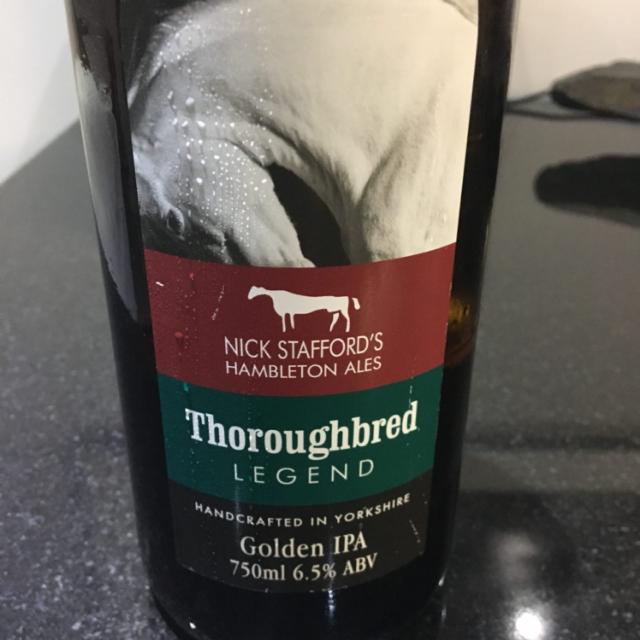 NICK STAFFORD'S
HAMBLETON ALES
Thoroughbred
LEGEND
HANDCRAFTED IN YORKSHIRE
Golden IPA
750ml 6.5% ABV